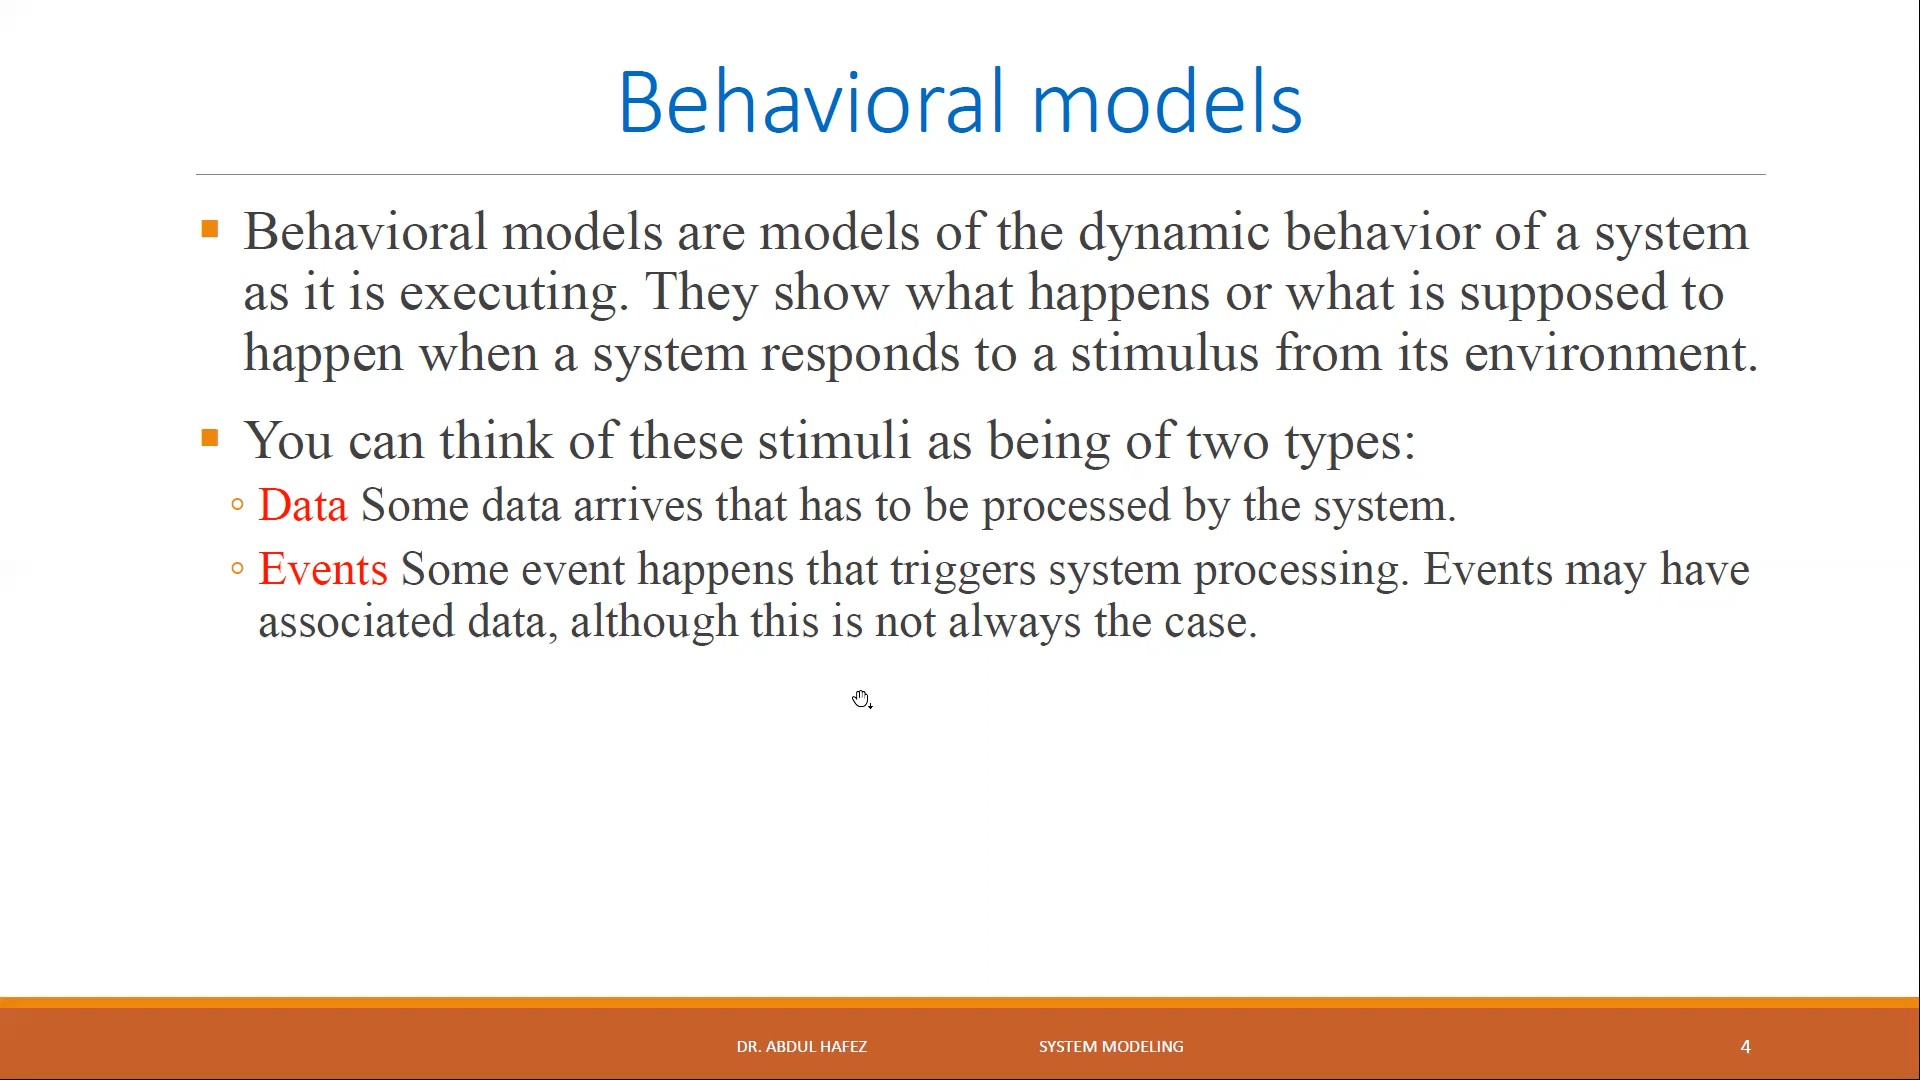 Behavioral models
Behavioral models are models of the dynamic behavior of a system
as it is executing. They show what happens or what is supposed to
happen when a system responds to a stimulus from its environment.
You can think of these stimuli as being of two types:
Data Some data arrives that has to be processed by the system.
Events Some event happens that triggers system processing. Events may have
associated data, although this is not always the case.
DR. ABDUL HAFEZ SYSTEM MODELING 4